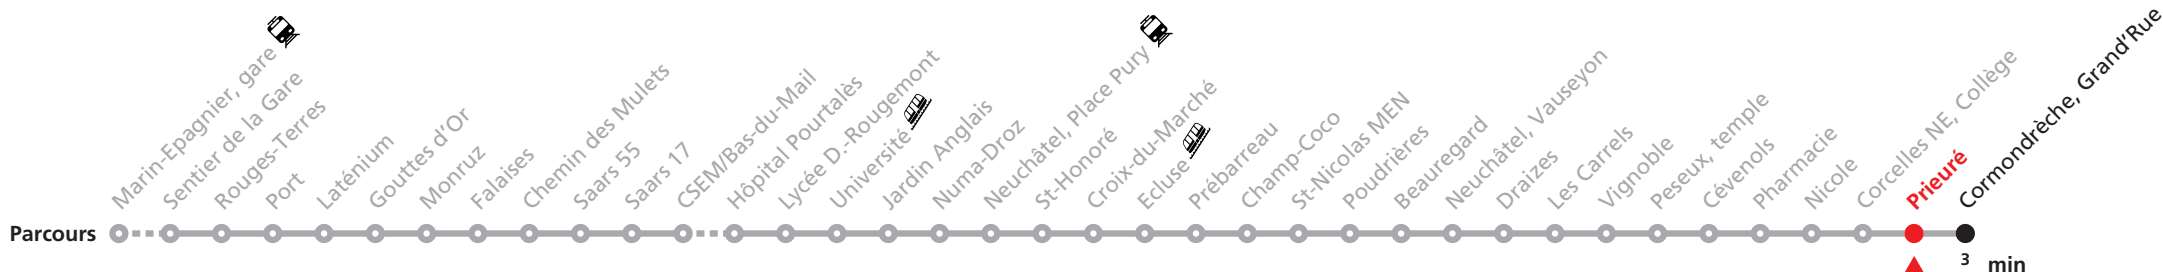 Marin-Epagnier, gare
Sentier de la Gare
Rouges-Terres
Port
Laténium
Gouttes d'Or
Monruz
Falaises
Chemin des Mulets
Saars 55
Saars 17
CSEM/Bas-du-Mail
Hôpital Pourtalès
Lycée D.-Rougemont
Université
Jardin Anglais
Numa-Droz
Neuchâtel, Place Pury
St-Honoré
Croix-du-Marché
Ecluse
Prébarreau
Champ-Coco
St-Nicolas MEN
Poudrières
Beauregard
Neuchâtel, Vauseyon
Draizes
Les Carrels
Vignoble
Peseux, temple
Cévenols
Pharmacie
Nicole
Corcelles NE, Collège
Prieuré
Cormondrèche, Grand'Rue
Parcours
3 min